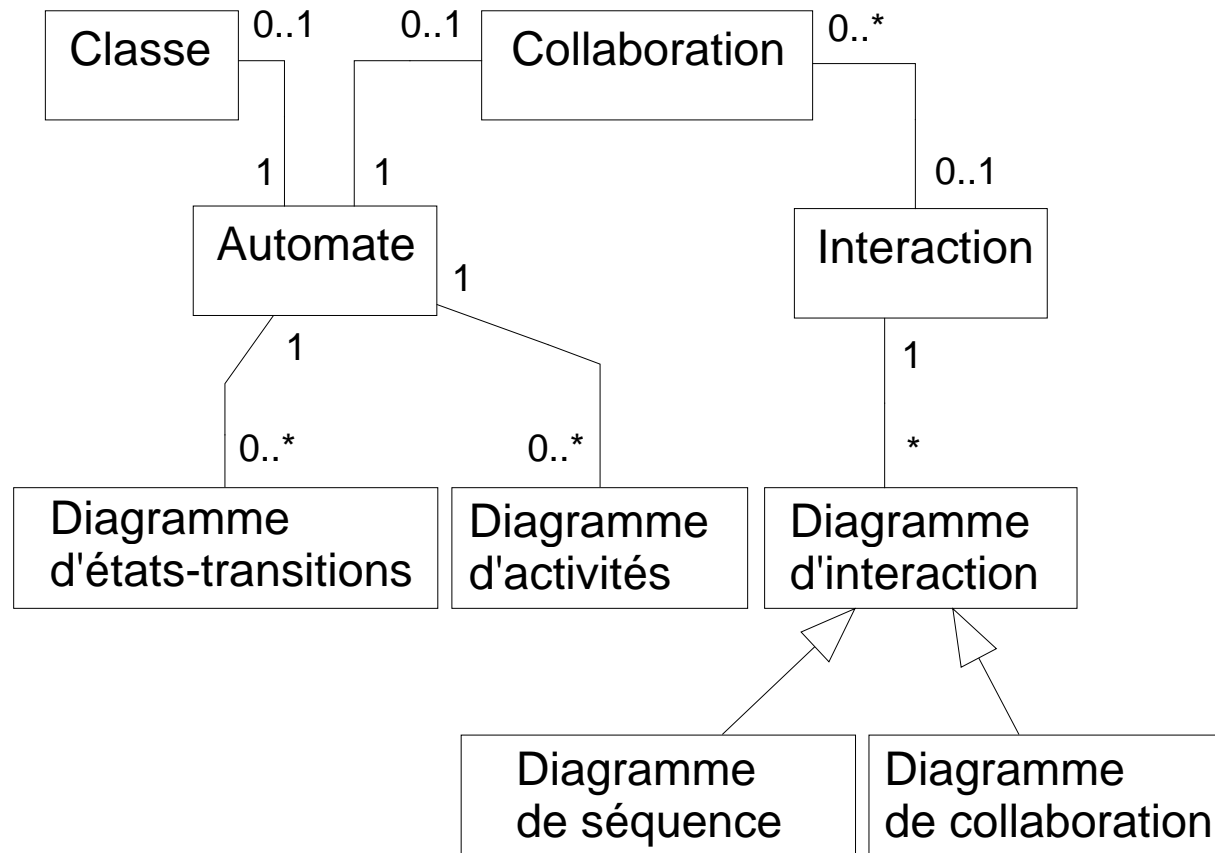 Classe
0..1
0..1
Collaboration
0..*
1
1
0..1
Automate
1
Interaction
1
1
0..*
0..*
*
Diagramme
d'états-transitions
Diagramme
d'activités
Diagramme
d'interaction
Diagramme
de séquence
Diagramme
de collaboration